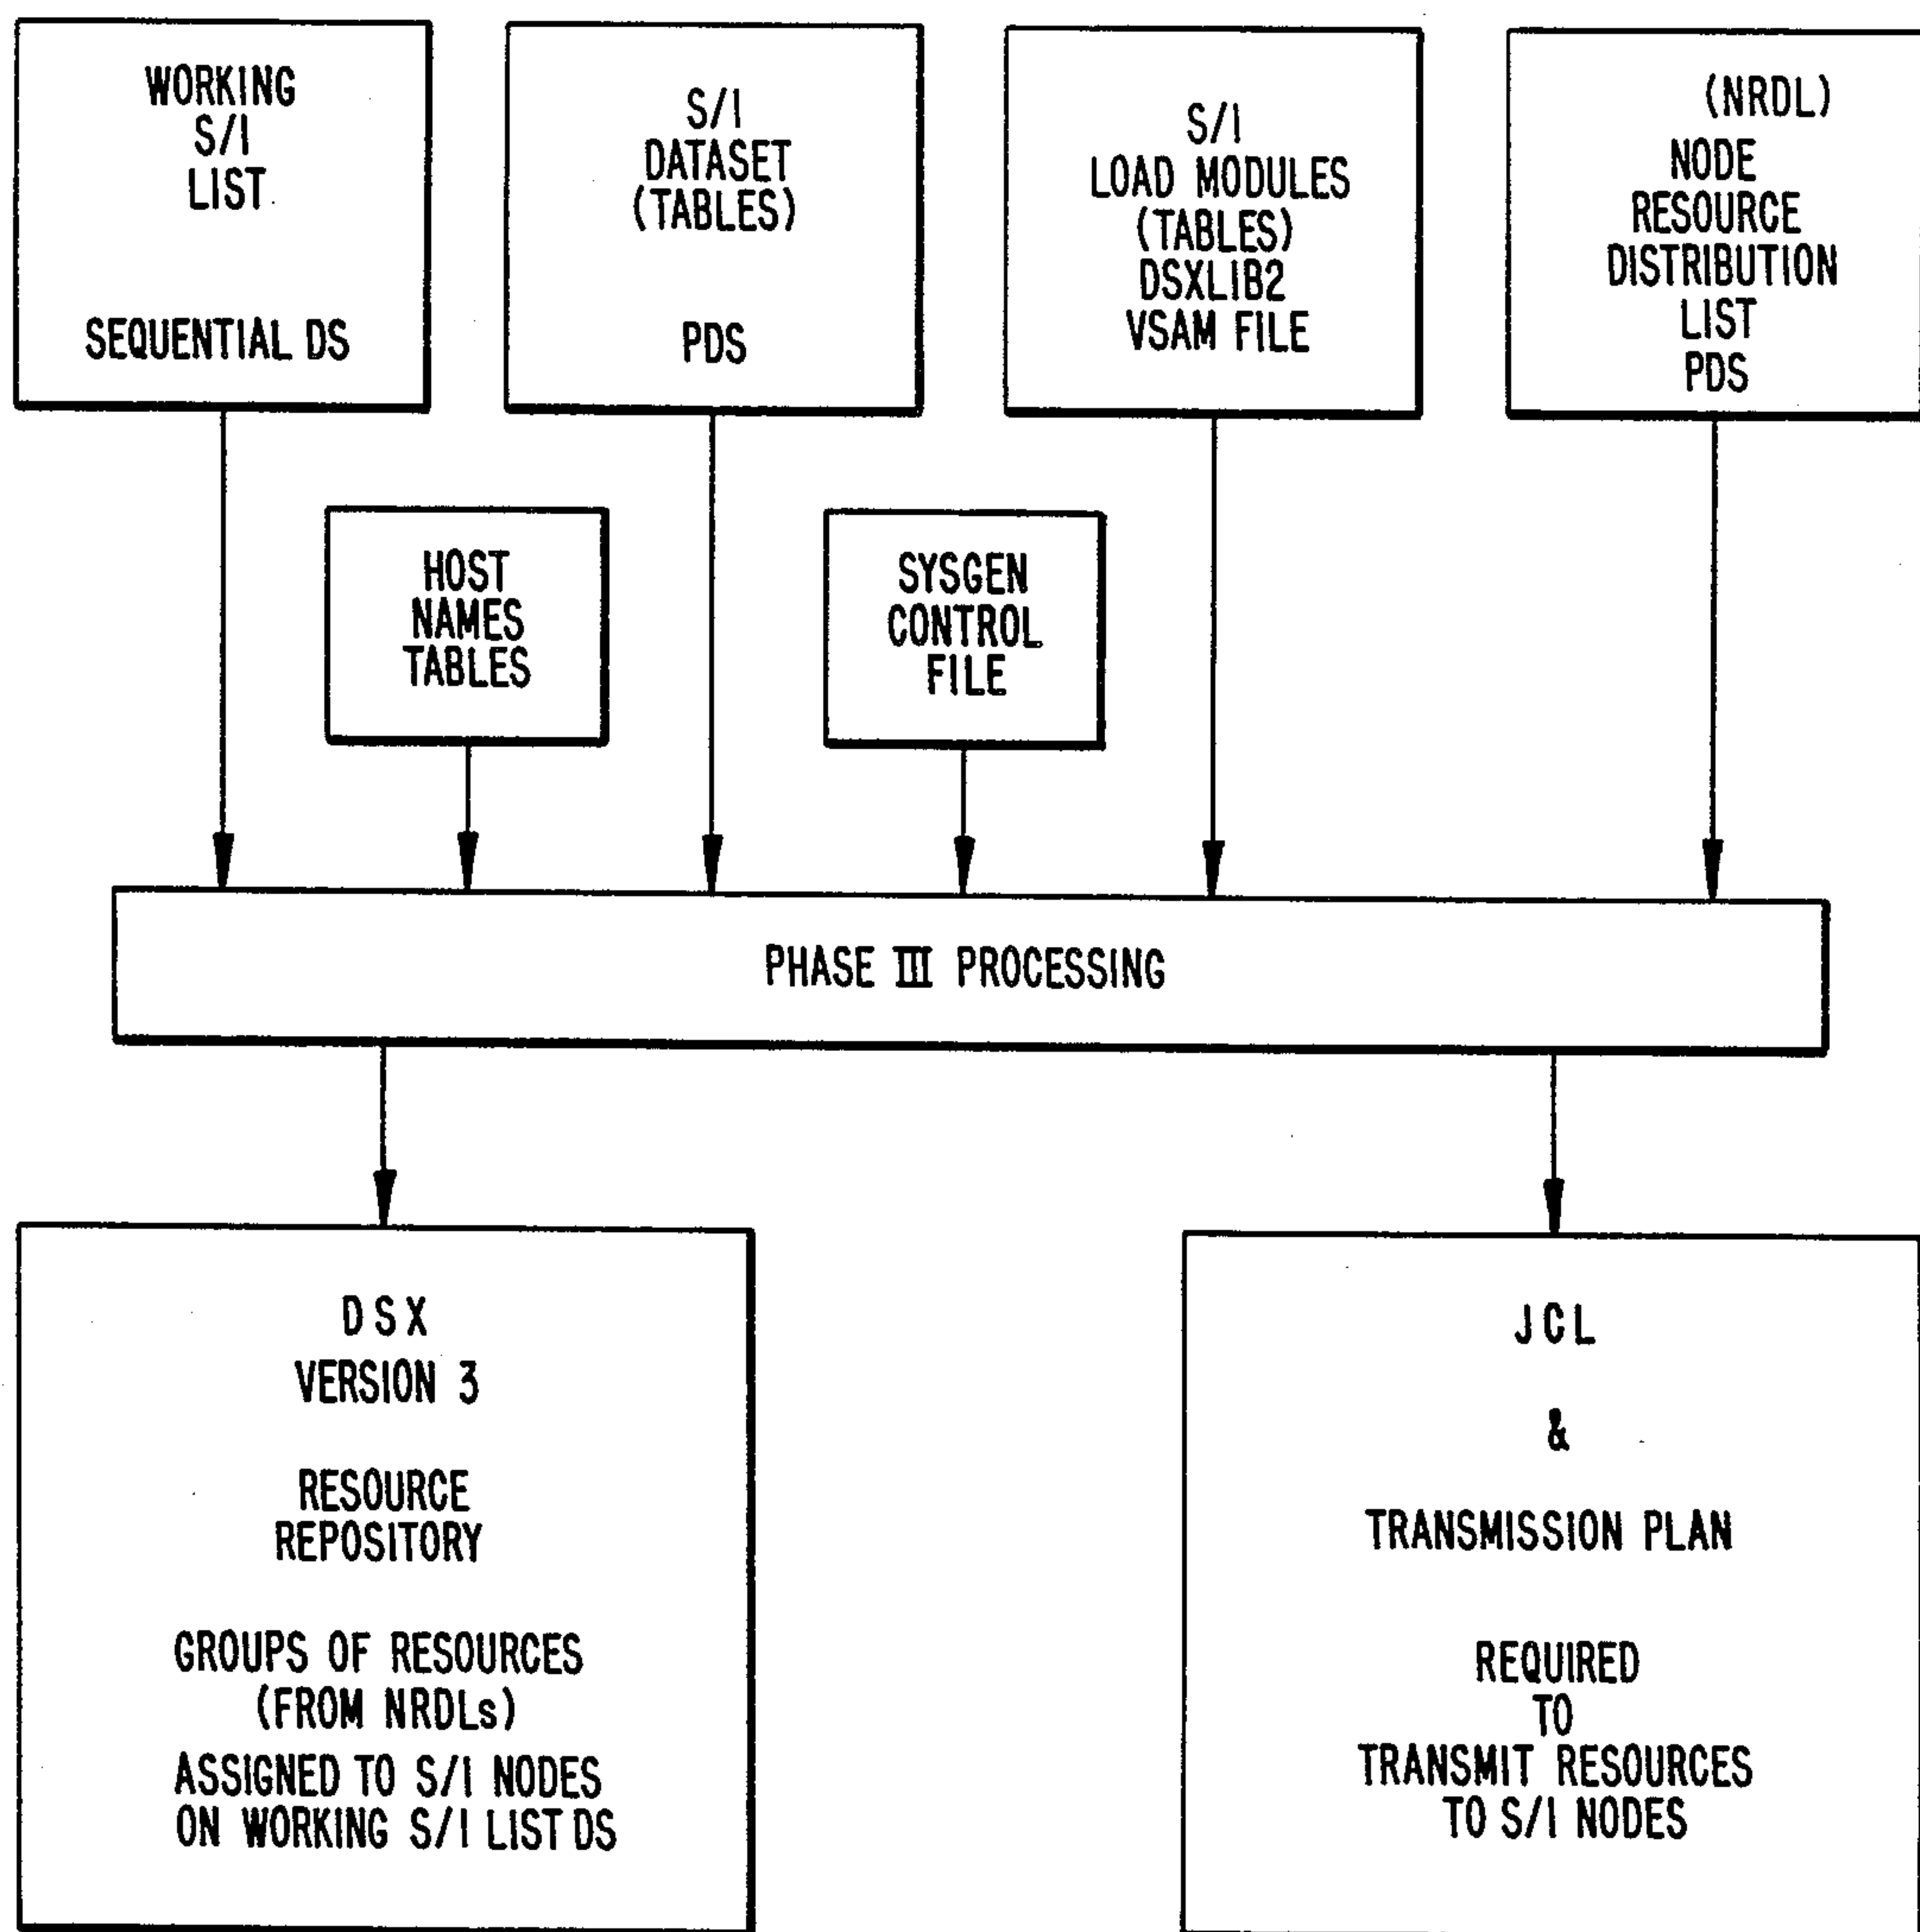 WORKING
S/I
LIST
SEQUENTIAL DS
S/I
DATASET
(TABLES)
PDS
S/I
LOAD MODULES
(TABLES)
DSXLIB2
VSAM FILE
(NRDL)
NODE
RESOURCE
DISTRIBUTION
LIST
PDS
HOST
NAMES
TABLES
SYSGEN
CONTROL
FILE
PHASE III PROCESSING
DSX
VERSION 3
RESOURCE
REPOSITORY
GROUPS OF RESOURCES
(FROM NRDLs)
ASSIGNED TO S/I NODES
ON WORKING S/I LIST DS
JCL
&
TRANSMISSION PLAN
REQUIRED
TO
TRANSMIT RESOURCES
TO S/I NODES